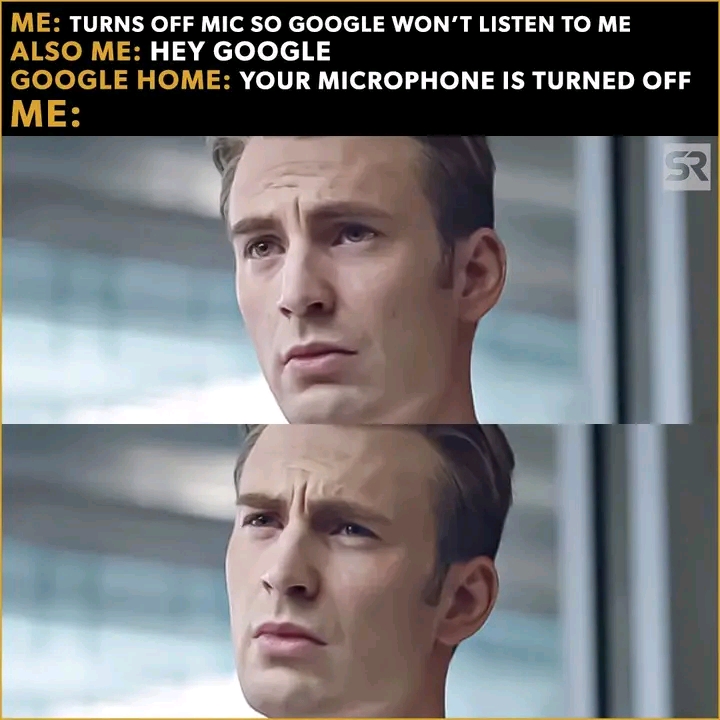 ME: TURNS OFF MIC SO GOOGLE WON'T LISTEN TO ME
ALSO ME: HEY GOOGLE
GOOGLE HOME: YOUR MICROPHONE IS TURNED OFF
ME:
SR